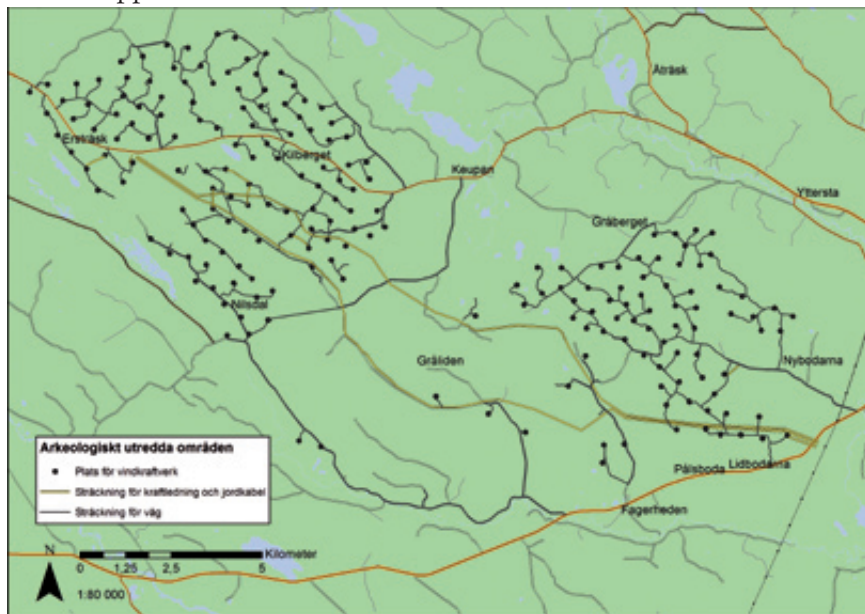 Åträsk
Ersträsk
Kilberget
Keupan
Yttersta
Gråberget
Nilsdal
Gråliden
Nybodarna
Arkeologiskt utredda områden
Plats för vindkraftverk
Sträckning för kraftledning och jordkabel
Sträckning för väg
Pålsboda
Lidbodarna
Fagerheden
N
0 1,25 2,5 5 Kilometer
1:80 000